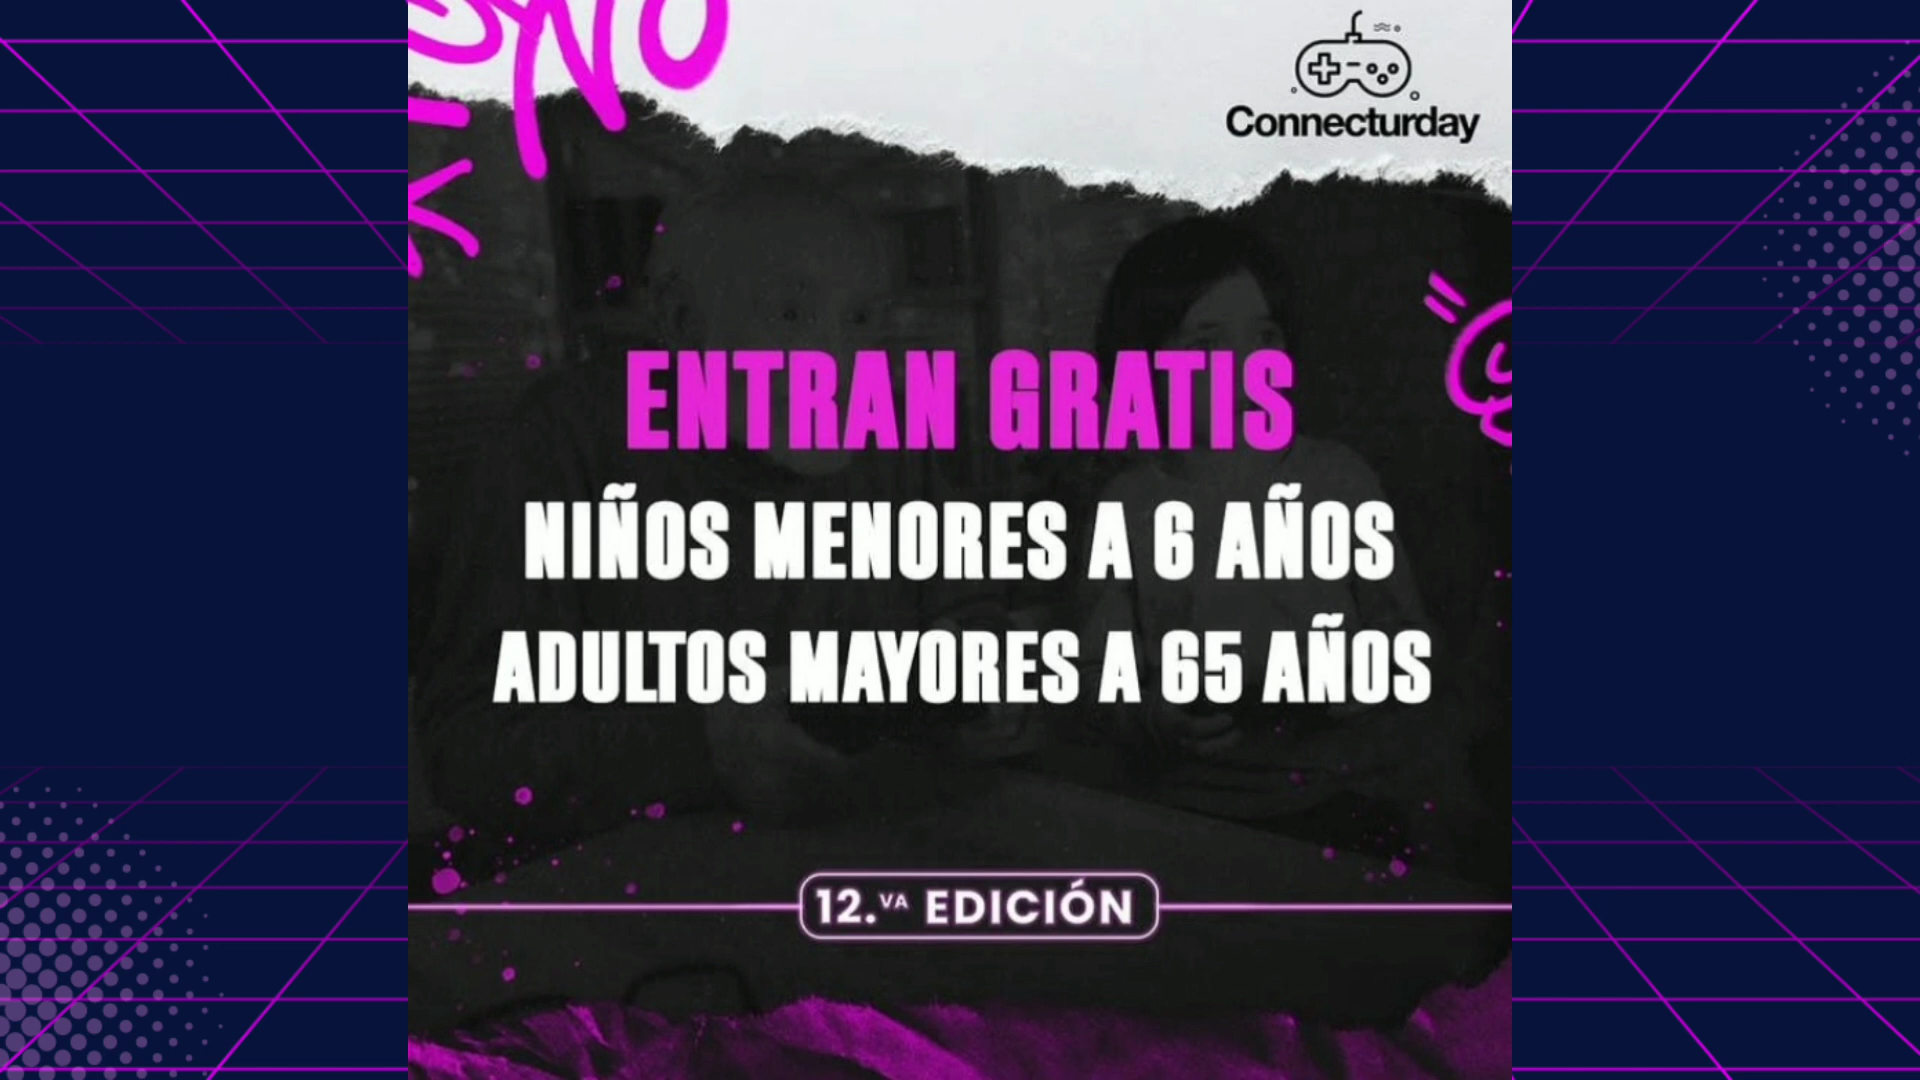 Connecturday
ENTRAN GRATIS
NIÑOS MENORES A 6 AÑOS
ADULTOS MAYORES A 65 AÑOS
12.VA EDICIÓN